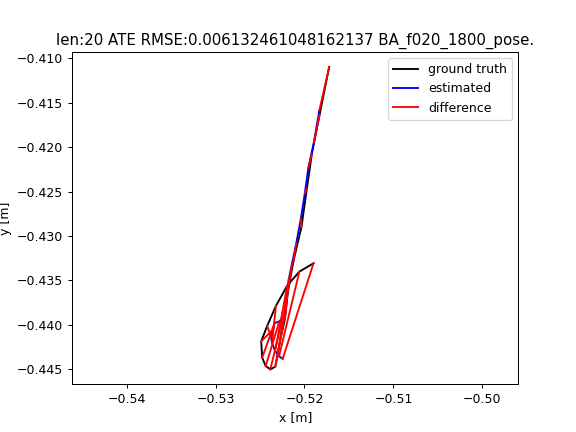 len:20 ATE RMSE:0.006132461048162137 BA_f020_1800_pose.
ground truth
estimated
difference
y [m]
−0.410
−0.415
−0.420
−0.425
−0.430
−0.435
−0.440
−0.445
−0.54
−0.53
−0.52
−0.51
−0.50
x [m]